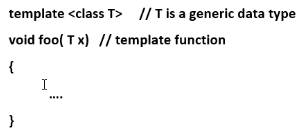 template <class T>    // T is a generic data type
void foo( T x)  // template function
{
....
}